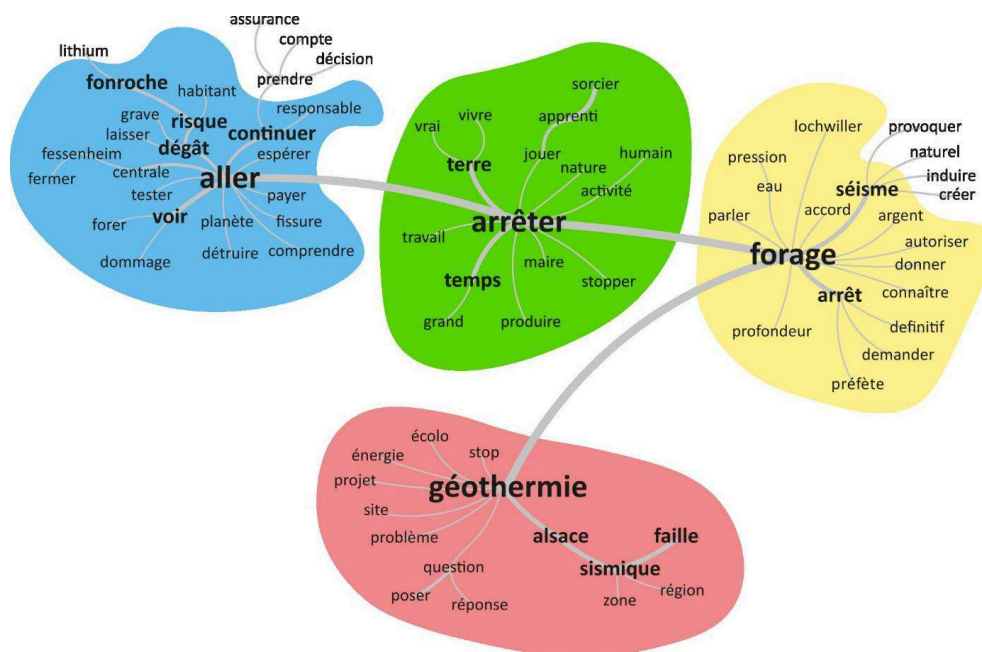 assurance
compte
décision
prendre
lithium
fonroche
habitant
responsable
grave
risque
continuer
laisser
dégât
espérer
fessenheim
centrale
fermer
aller
tester
payer
voir
forer
planète
fissure
dommage
détruire
comprendre
sorcier
apprenti
vrai
vivre
jouer
terre
nature
humain
activité
arrêter
travail
maire
temps
stopper
grand
produire
lochwiller
provoquer
pression
naturel
eau
séisme
induire
créer
parler
accord
argent
forage
autoriser
donner
arrêt
connaître
profondeur
definitif
demander
préfète
écolo
stop
énergie
projet
géothermie
site
problème
alsace
faille
question
sismique
poser
réponse
zone
région